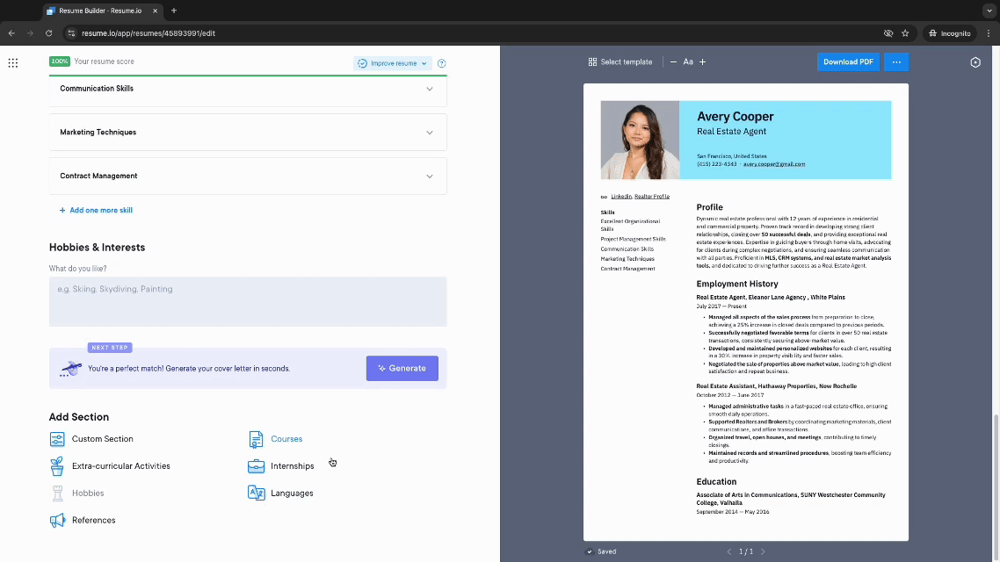 Resume Builder - Resume.io
resume.io/app/resumes/45893991/edit
Incognito
100% Your resume score
Improve resume
Communication Skills
Marketing Techniques
Contract Management
+ Add one more skill
Hobbies & Interests
What do you like?
e.g. Skiing, Skydiving, Painting
NEXT STEP
You're a perfect match! Generate your cover letter in seconds.
Generate
Add Section
Custom Section
Courses
Extra-curricular Activities
Internships
Hobbies
Languages
References
Select template
Aa
Download PDF
Avery Cooper
Real Estate Agent
San Francisco, United States
(415) 223-4343 · avery.cooper@gmail.com
LinkedIn, Realtor Profile
Skills
Excellent Organizational
Skills
Project Management Skills
Communication Skills
Marketing Techniques
Contract Management
Profile
Dynamic real estate professional with 12 years of experience in residential
and commercial property. Proven track record in developing strong client
relationships, closing over 50 successful deals, and providing exceptional real
estate experiences. Expertise in guiding buyers through home visits, advocating
for clients during complex negotiations, and ensuring seamless communication
with all parties. Proficient in MLS, CRM systems, and real estate market analysis
tools, and dedicated to driving further success as a Real Estate Agent.
Employment History
Real Estate Agent, Eleanor Lane Agency , White Plains
July 2017 — Present
• Managed all aspects of the sales process from preparation to close,
achieving a 25% increase in closed deals compared to previous periods.
• Successfully negotiated favorable terms for clients in over 50 real estate
transactions, consistently securing above-market value.
• Developed and maintained personalized websites for each client, resulting
in a 30% increase in property visibility and faster sales.
• Negotiated the sale of properties above market value, leading to high client
satisfaction and repeat business.
Real Estate Assistant, Hathaway Properties, New Rochelle
October 2012 — June 2017
• Managed administrative tasks in a fast-paced real estate office, ensuring
smooth daily operations.
• Supported Realtors and Brokers by coordinating marketing materials, client
communications, and office transactions.
• Organized travel, open houses, and meetings, contributing to timely
closings.
• Maintained records and streamlined procedures, boosting team efficiency
and productivity.
Education
Associate of Arts in Communications, SUNY Westchester Community
College, Valhalla
September 2014 — May 2016
Saved
1 / 1